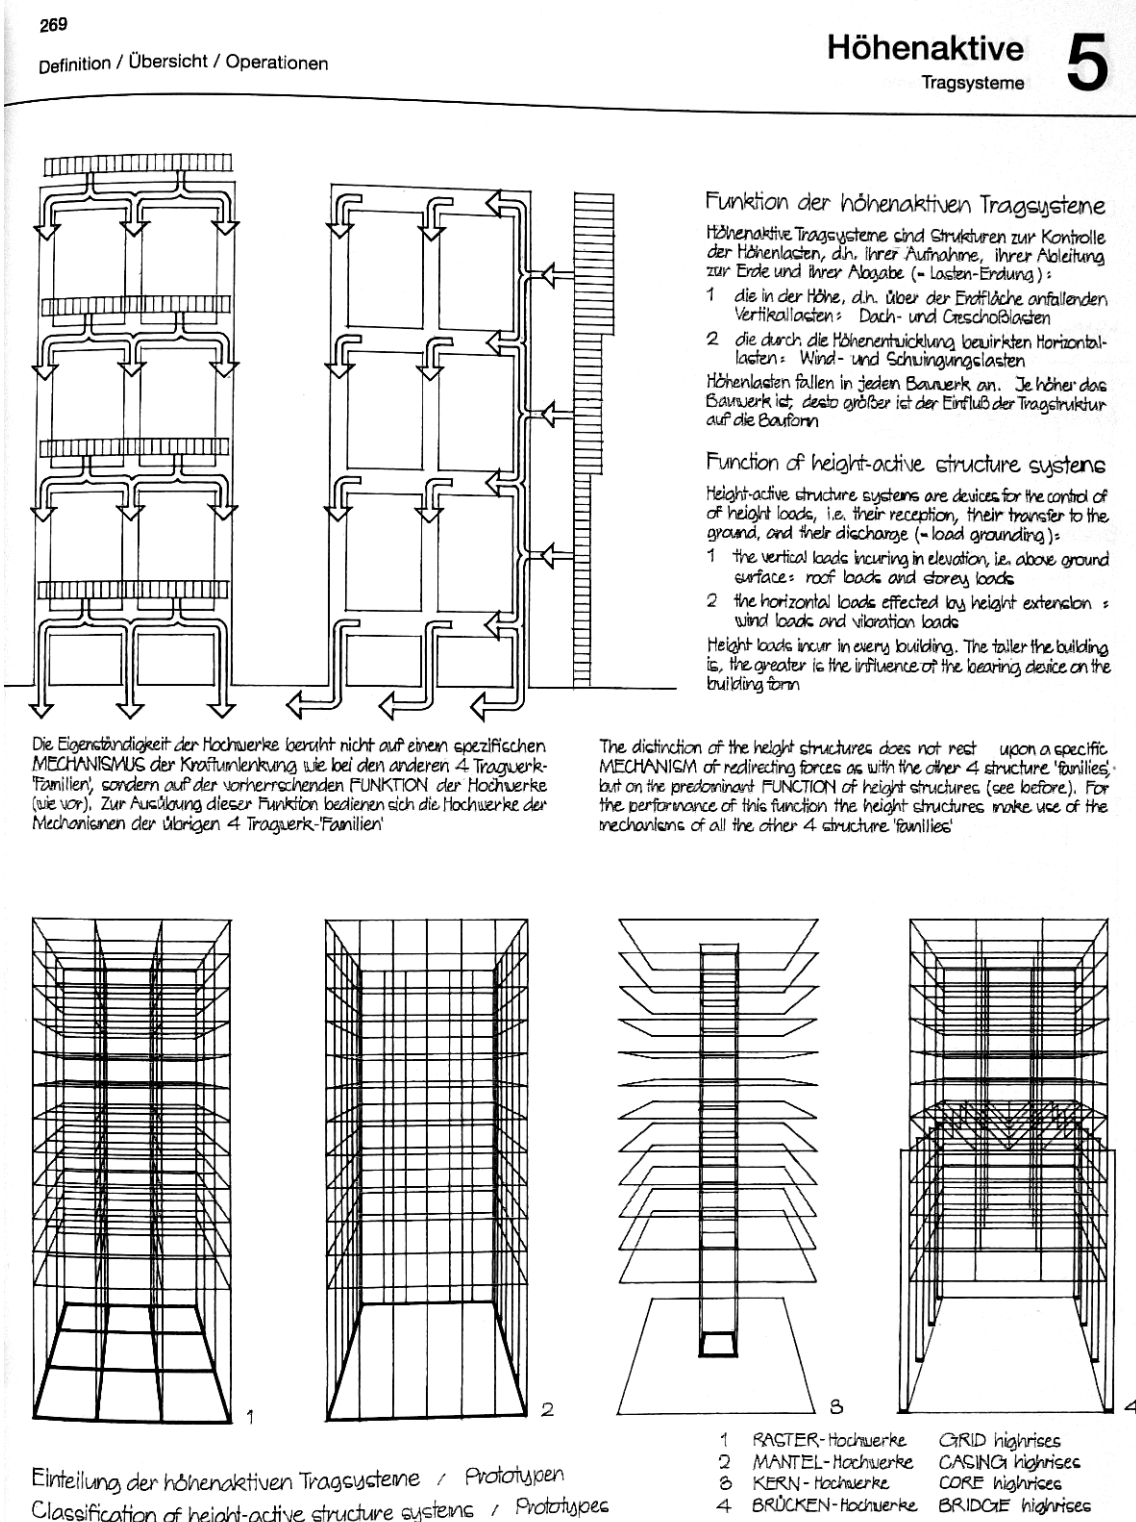 269
Definition / Übersicht / Operationen
Höhenaktive
Tragsysteme
5
Funktion der höhenaktiven Tragsysteme
Höhenaktive Tragsysteme sind Strukturen zur Kontrolle
der Höhenlasten, d.h. ihrer Aufnahme, ihrer Ableitung
zur Erde und ihrer Abgabe (= Lasten-Erdung):
1 die in der Höhe, d.h. über der Erdfläche anfallenden
Vertikallasten: Dach- und Geschoßlasten
2 die durch die Höhenentwicklung bewirkten Horizontal-
lasten: Wind- und Schwingungslasten
Höhenlasten fallen in jedem Bauwerk an. Je höher das
Bauwerk ist, desto größer ist der Einfluß der Tragstruktur
auf die Bauform
Function of height-active structure systems
Height-active structure systems are devices for the control of
of height loads, i.e. their reception, their transfer to the
ground, and their discharge (= load grounding):
1 the vertical loads incuring in elevation, i.e. above ground
surface: roof loads and storey loads
2 the horizontal loads effected by height extension :
wind loads and vibration loads
Height loads incur in every building. The taller the building
is, the greater is the influence of the bearing device on the
building form
Die Eigenständigkeit der Hochwerke beruht nicht auf einem spezifischen
MECHANISMUS der Kraftumlenkung wie bei den anderen 4 Tragwerk-
'Familien', sondern auf der vorherrschenden FUNKTION der Hochwerke
(wie vor). Zur Ausübung dieser Funktion bedienen sich die Hochwerke der
Mechanismen der übrigen 4 Tragwerk-'Familien'
The distinction of the height structures does not rest upon a specific
MECHANISM of redirecting forces as with the other 4 structure 'families',
but on the predominant FUNCTION of height structures (see before). For
the performance of this function the height structures make use of the
mechanisms of all the other 4 structure 'families'
1
2
3
4
1 RASTER-Hochwerke GRID highrises
2 MANTEL-Hochwerke CASING highrises
3 KERN-Hochwerke CORE highrises
4 BRÜCKEN-Hochwerke BRIDGE highrises
Einteilung der höhenaktiven Tragsysteme / Prototypen
Classification of height-active structure systems / Prototypes